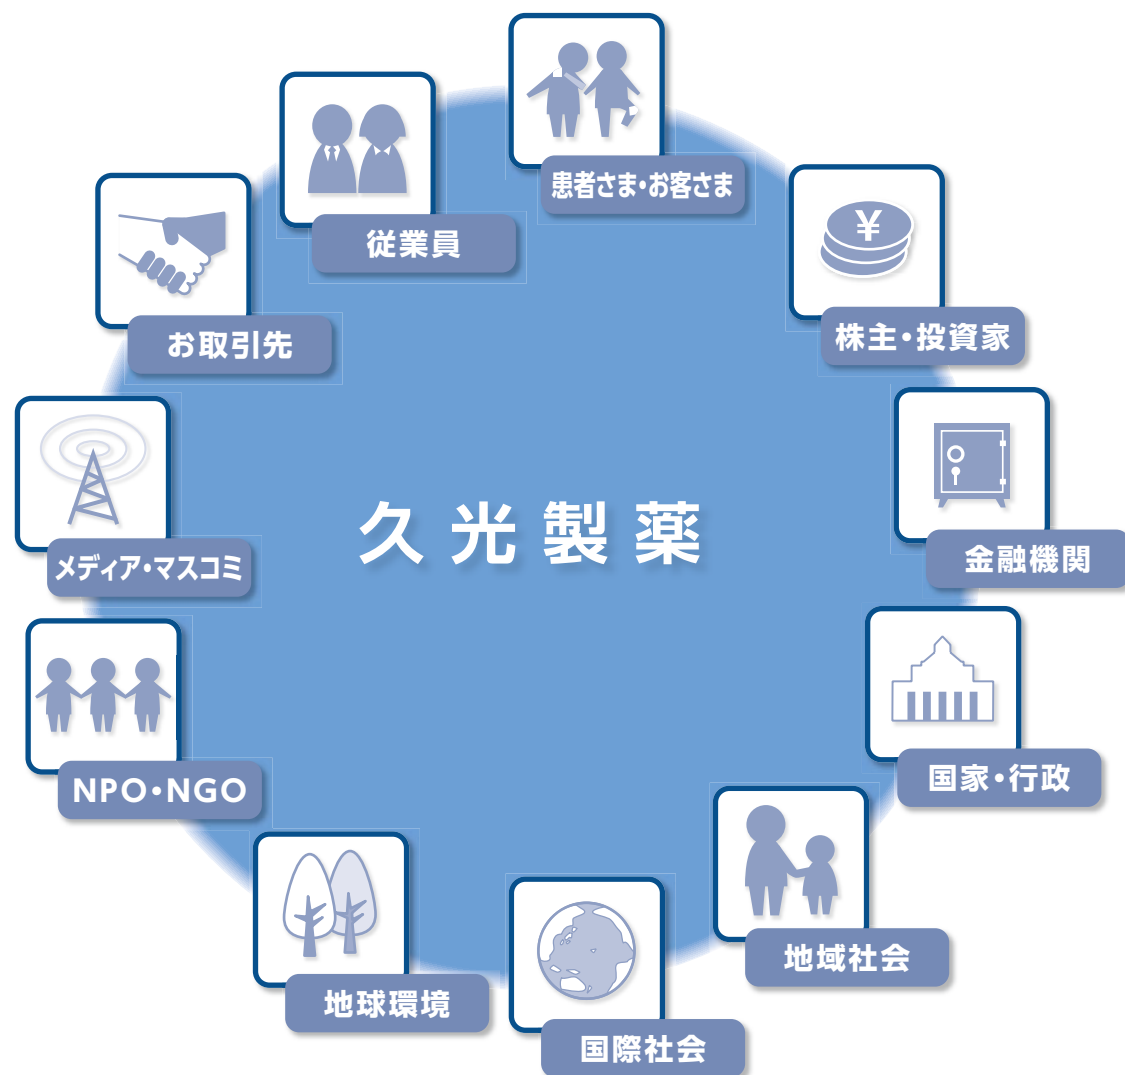 患者さま・お客さま
従業員
株主・投資家
お取引先
¥
久光製薬
メディア・マスコミ
金融機関
NPO・NGO
国家・行政
地域社会
地球環境
国際社会